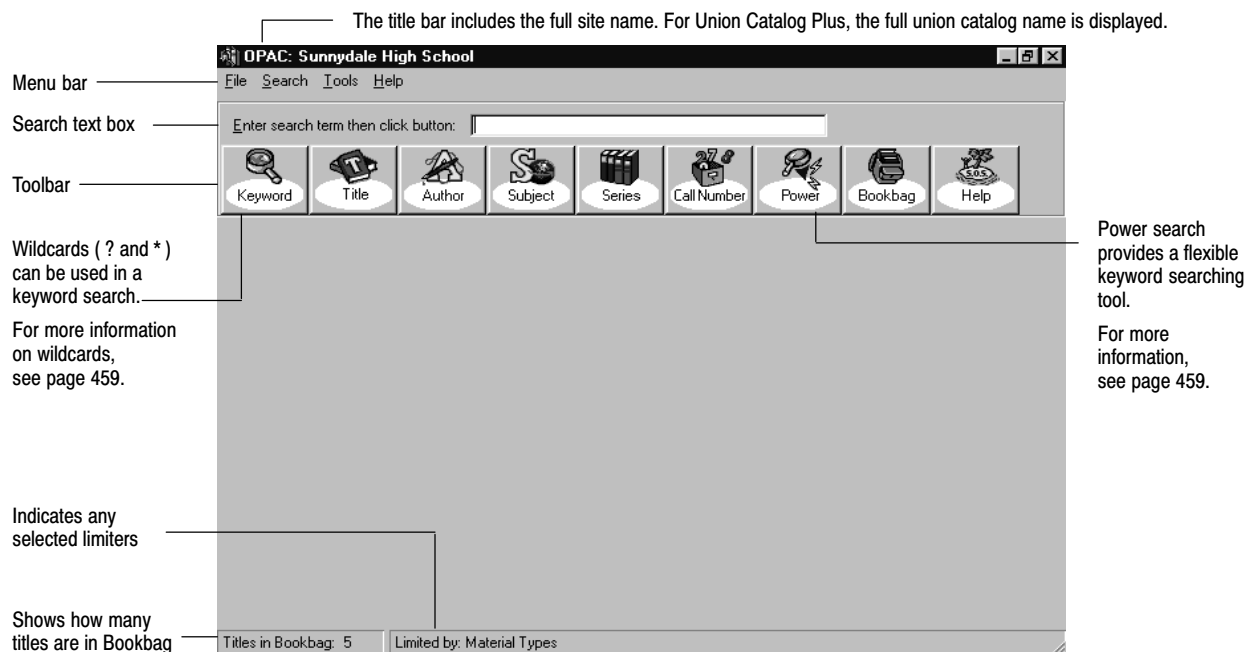 The title bar includes the full site name. For Union Catalog Plus, the full union catalog name is displayed.
OPAC: Sunnydale High School
Menu bar
File Search Tools Help
Search text box
Enter search term then click button:
Toolbar
Keyword Title Author Subject Series Call Number Power Bookbag Help
Wildcards ( ? and * )
can be used in a
keyword search.
For more information
on wildcards,
see page 459.
Power search
provides a flexible
keyword searching
tool.
For more
information,
see page 459.
Indicates any
selected limiters
Shows how many
titles are in Bookbag
Titles in Bookbag: 5
Limited by: Material Types